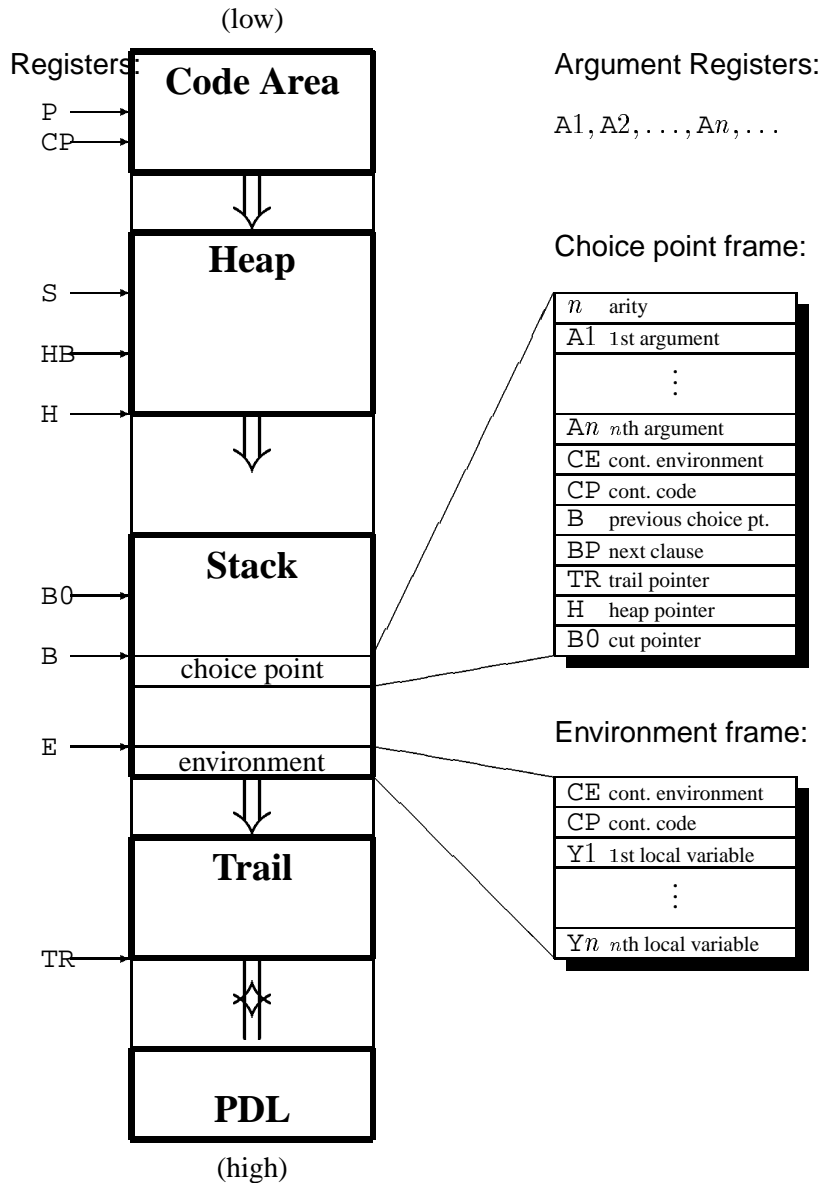 (low)
Registers:
Code Area
P
CP
Heap
S
HB
H
Stack
B0
B
choice point
E
environment
Trail
TR
PDL
(high)
Argument Registers:
A1, A2, . . . , An, . . .
Choice point frame:
n arity
A1 1st argument
⋮
An nth argument
CE cont. environment
CP cont. code
B previous choice pt.
BP next clause
TR trail pointer
H heap pointer
B0 cut pointer
Environment frame:
CE cont. environment
CP cont. code
Y1 1st local variable
⋮
Yn nth local variable